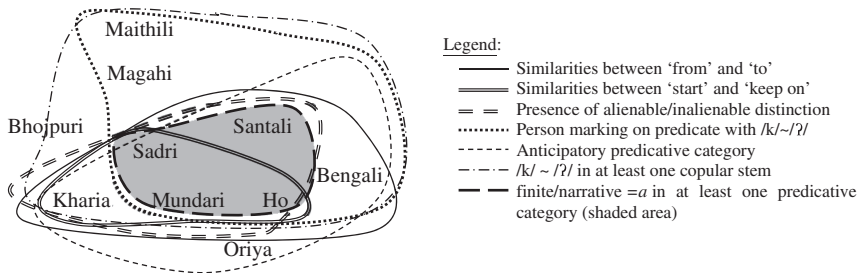 Maithili
Magahi
Bhojpuri
Santali
Sadri
Bengali
Kharia
Mundari
Ho
Oriya
Legend:
Similarities between ‘from’ and ‘to’
Similarities between ‘start’ and ‘keep on’
Presence of alienable/inalienable distinction
Person marking on predicate with /k/~/ʔ/
Anticipatory predicative category
/k/ ~ /ʔ/ in at least one copular stem
finite/narrative =a in at least one predicative
category (shaded area)